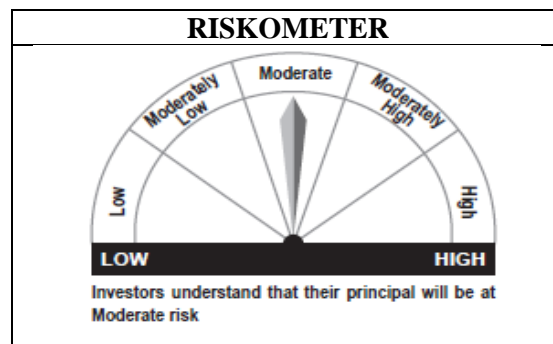 RISKOMETER
Moderate
Moderately
Low
Moderately
High
Low
High
LOW HIGH
Investors understand that their principal will be at
Moderate risk